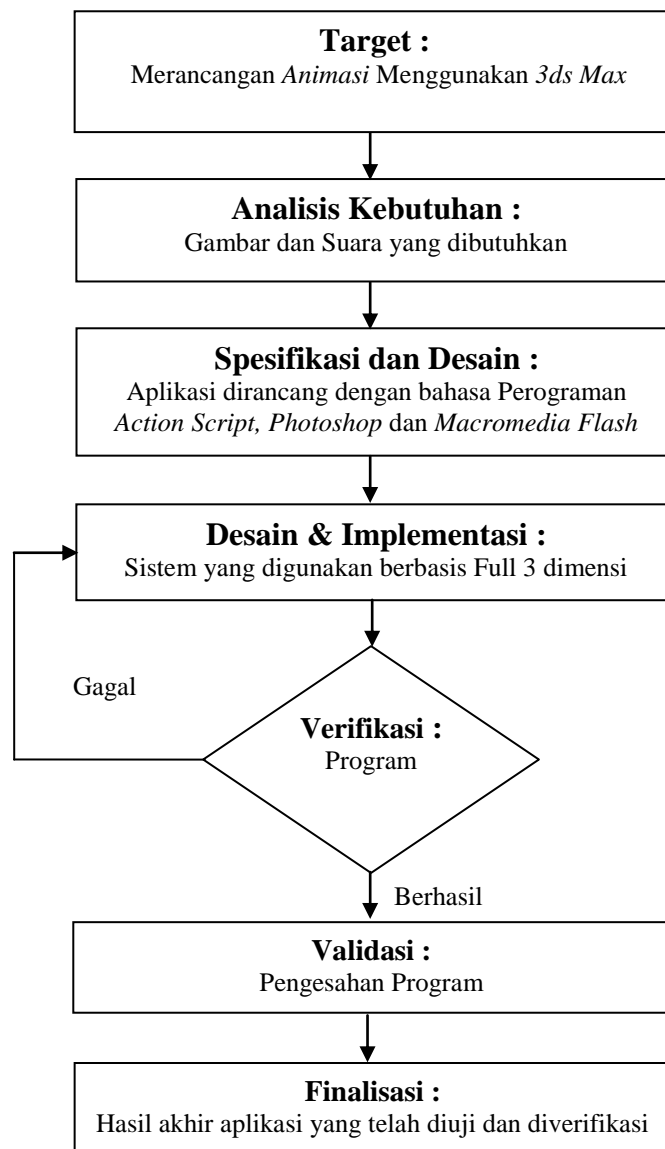 Target :
Merancangan Animasi Menggunakan 3ds Max
Analisis Kebutuhan :
Gambar dan Suara yang dibutuhkan
Spesifikasi dan Desain :
Aplikasi dirancang dengan bahasa Perograman
Action Script, Photoshop dan Macromedia Flash
Desain & Implementasi :
Sistem yang digunakan berbasis Full 3 dimensi
Gagal
Verifikasi :
Program
Berhasil
Validasi :
Pengesahan Program
Finalisasi :
Hasil akhir aplikasi yang telah diuji dan diverifikasi